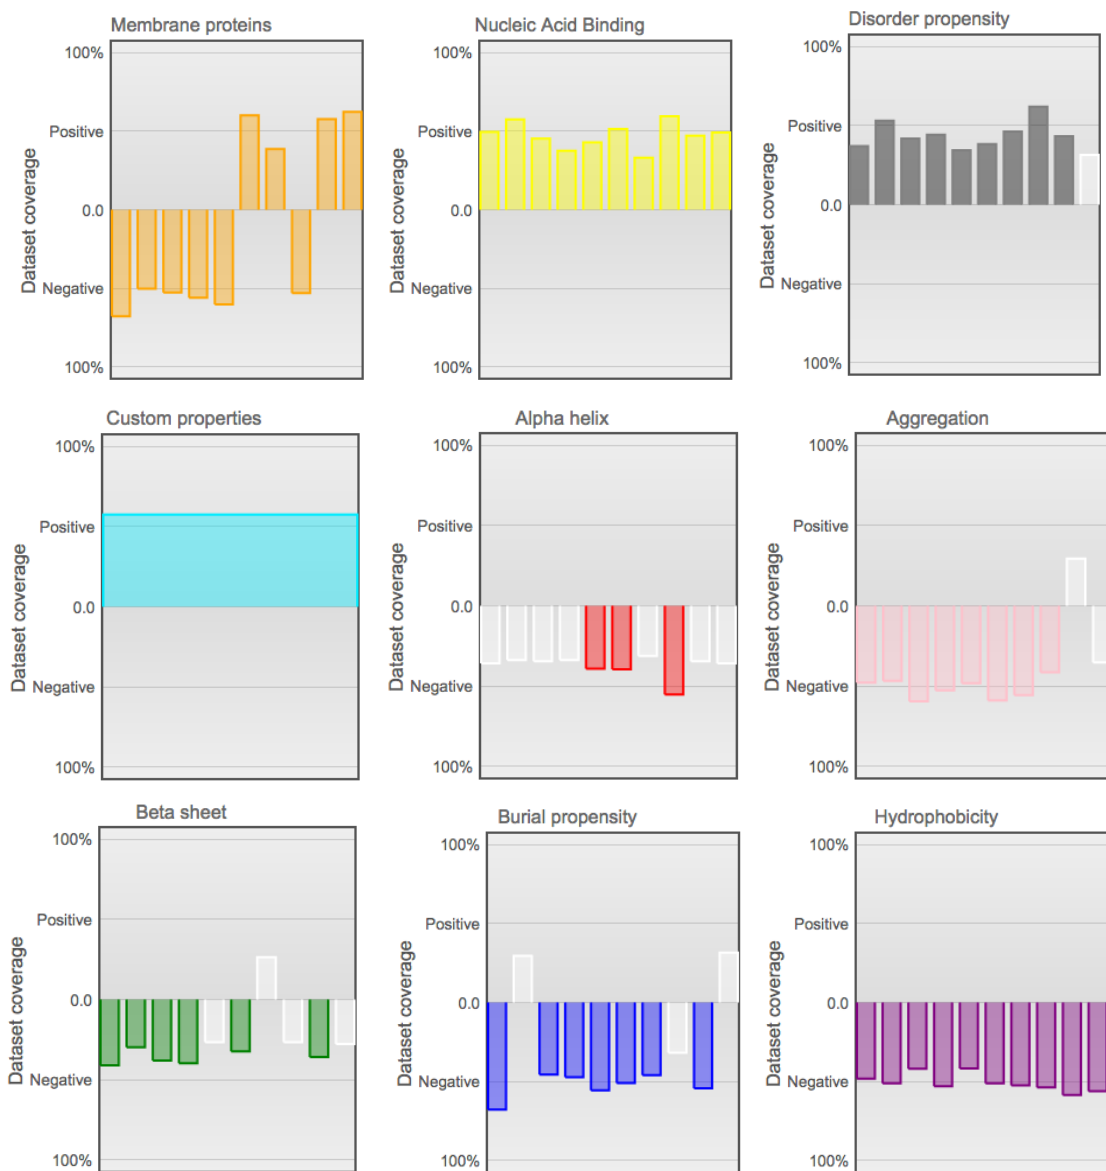 Membrane proteins
100%
Positive
0.0
Negative
100%
Dataset coverage
Nucleic Acid Binding
100%
Positive
0.0
Negative
100%
Dataset coverage
Disorder propensity
100%
Positive
0.0
Negative
100%
Dataset coverage
Custom properties
100%
Positive
0.0
Negative
100%
Dataset coverage
Alpha helix
100%
Positive
0.0
Negative
100%
Dataset coverage
Aggregation
100%
Positive
0.0
Negative
100%
Dataset coverage
Beta sheet
100%
Positive
0.0
Negative
100%
Dataset coverage
Burial propensity
100%
Positive
0.0
Negative
100%
Dataset coverage
Hydrophobicity
100%
Positive
0.0
Negative
100%
Dataset coverage